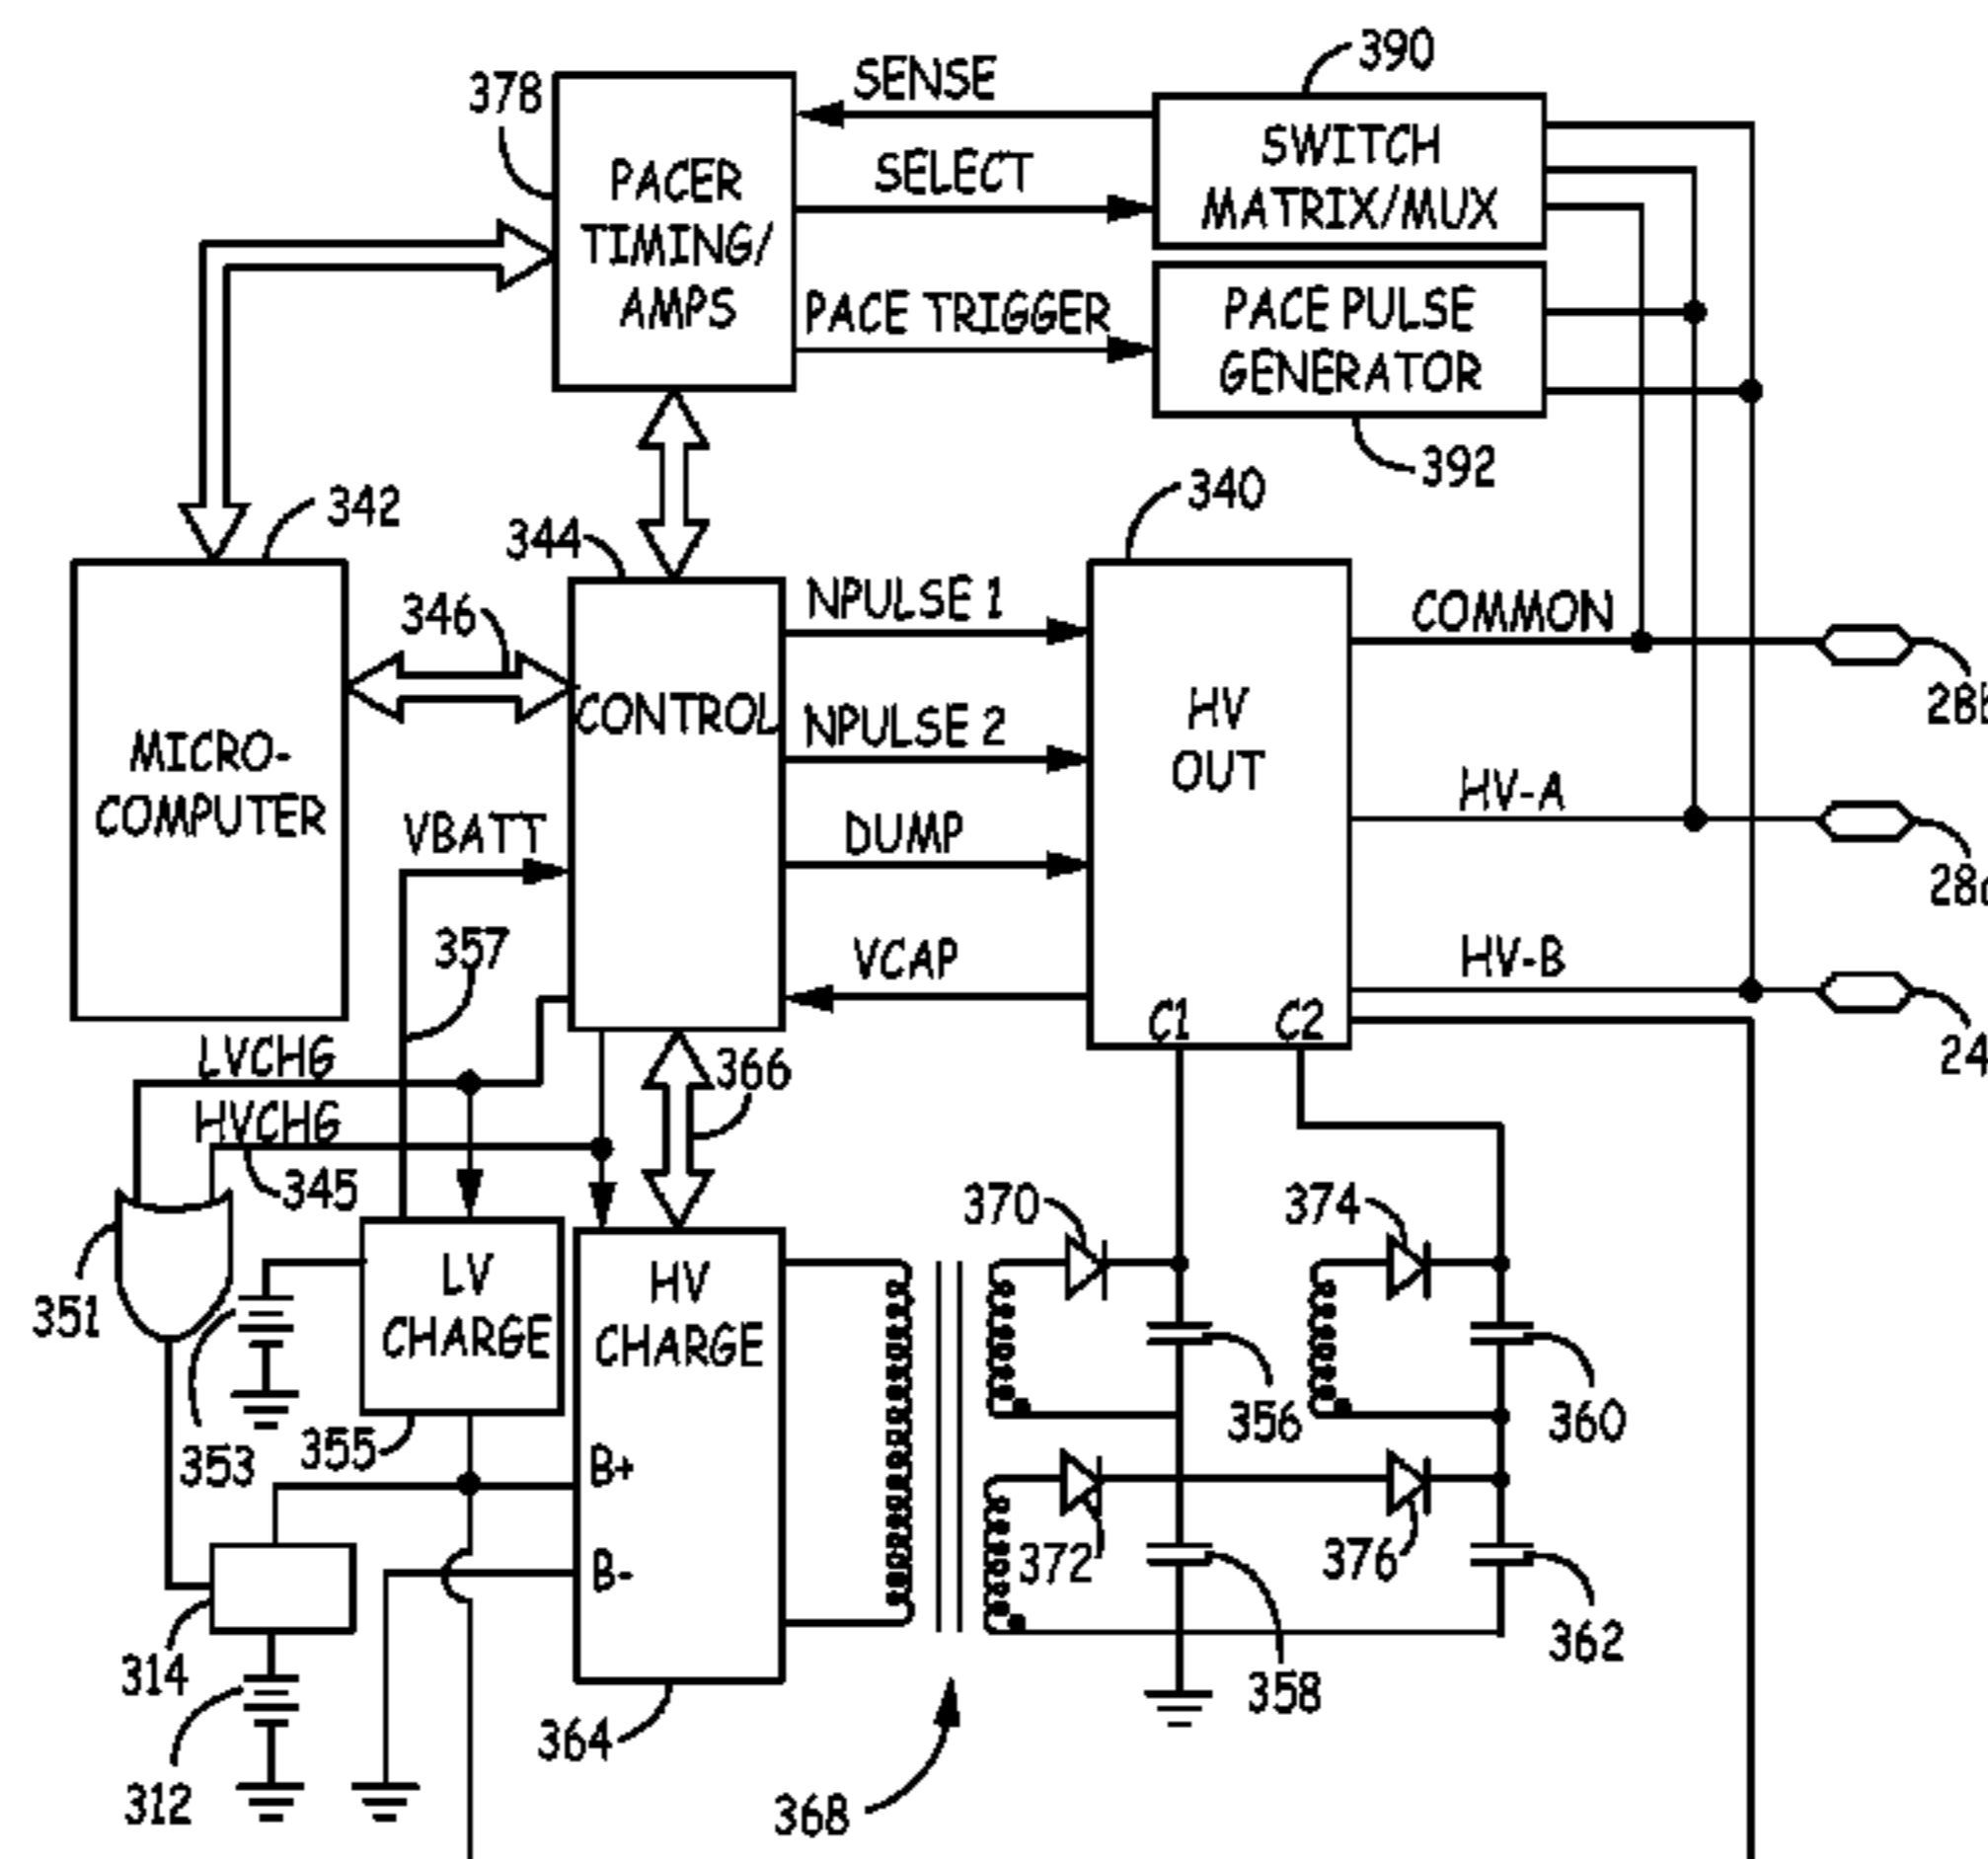 390
378
SENSE
SWITCH
MATRIX/MUX
SELECT
PACER
TIMING/
AMPS
PACE TRIGGER
PACE PULSE
GENERATOR
392
340
342
344
346
NPULSE 1
COMMON
HV
OUT
CONTROL
NPULSE 2
MICRO-
COMPUTER
HV-A
VBATT
DUMP
357
VCAP
HV-B
C1
C2
24
LVCHG
366
HVCHG
345
370
374
351
LV
CHARGE
HV
CHARGE
353
355
356
360
B+
B-
372
376
314
358
362
364
312
368